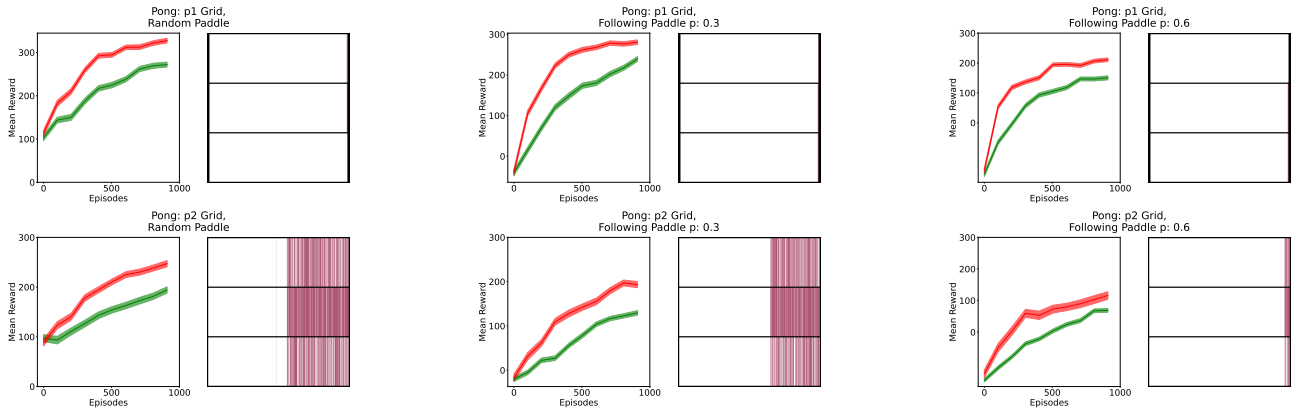 Pong: p1 Grid,
Random Paddle
Mean Reward
300
200
100
0
0
500
1000
Episodes
Pong: p1 Grid,
Following Paddle p: 0.3
Mean Reward
300
200
100
0
0
500
1000
Episodes
Pong: p1 Grid,
Following Paddle p: 0.6
Mean Reward
300
200
100
0
0
500
1000
Episodes
Pong: p2 Grid,
Random Paddle
Mean Reward
300
200
100
0
0
500
1000
Episodes
Pong: p2 Grid,
Following Paddle p: 0.3
Mean Reward
300
200
100
0
0
500
1000
Episodes
Pong: p2 Grid,
Following Paddle p: 0.6
Mean Reward
300
200
100
0
0
500
1000
Episodes